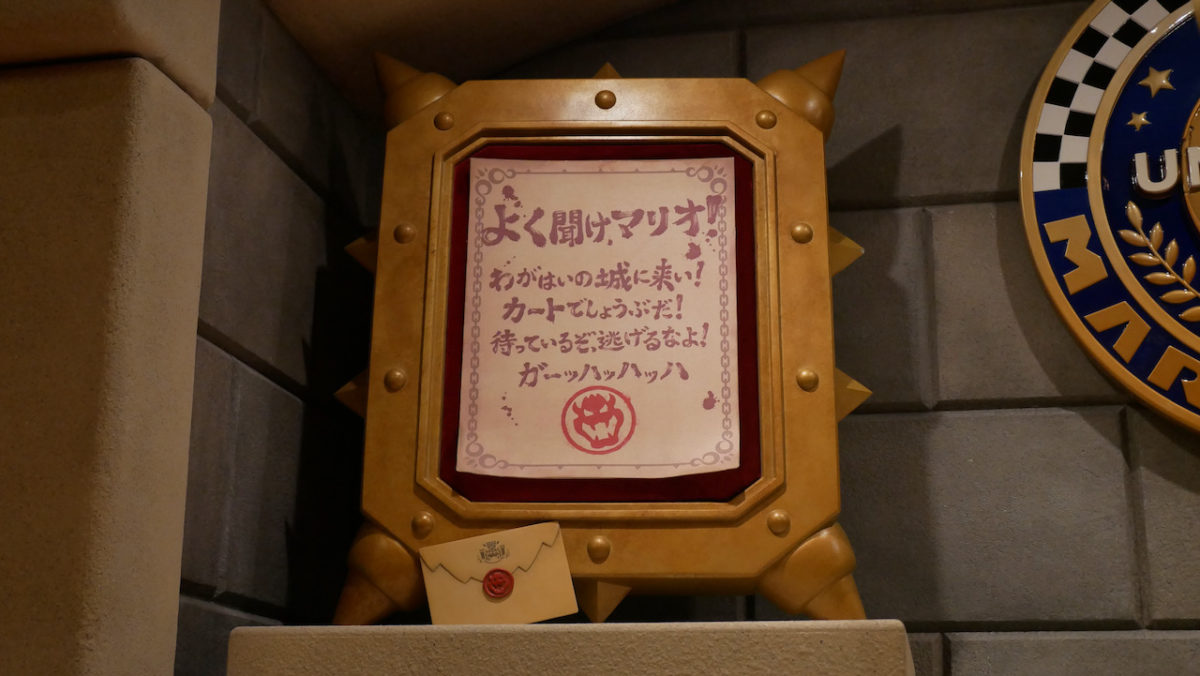 よく聞け、マリオ!
わがはいの城に来い!
カートでしょうぶだ!
待っているぞ、逃げるなよ!
ガーッハッハッハ